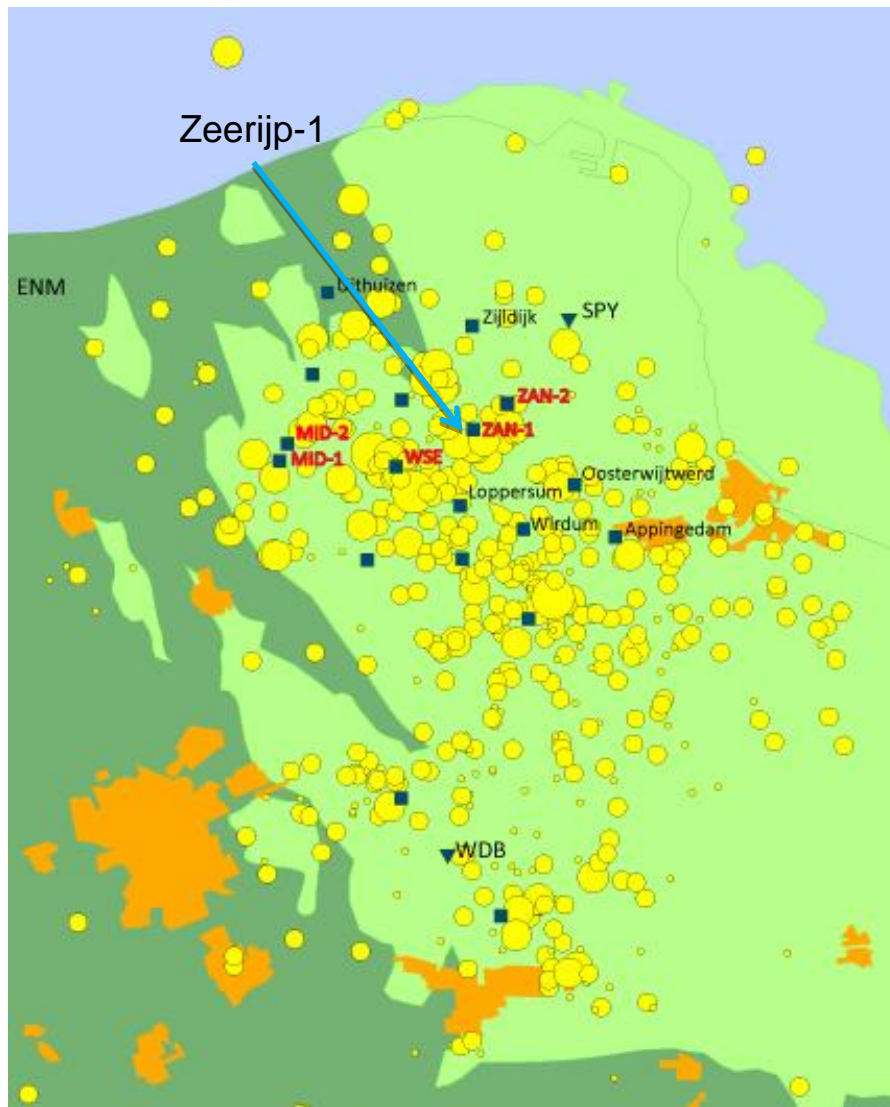 Zeerijp-1
ENM
Uithuizen
Zijldijk
SPY
ZAN-2
MID-2
ZAN-1
MID-1
WSE
Oosterwijtwerd
Loppersum
Wirdum
Appingedam
WDB